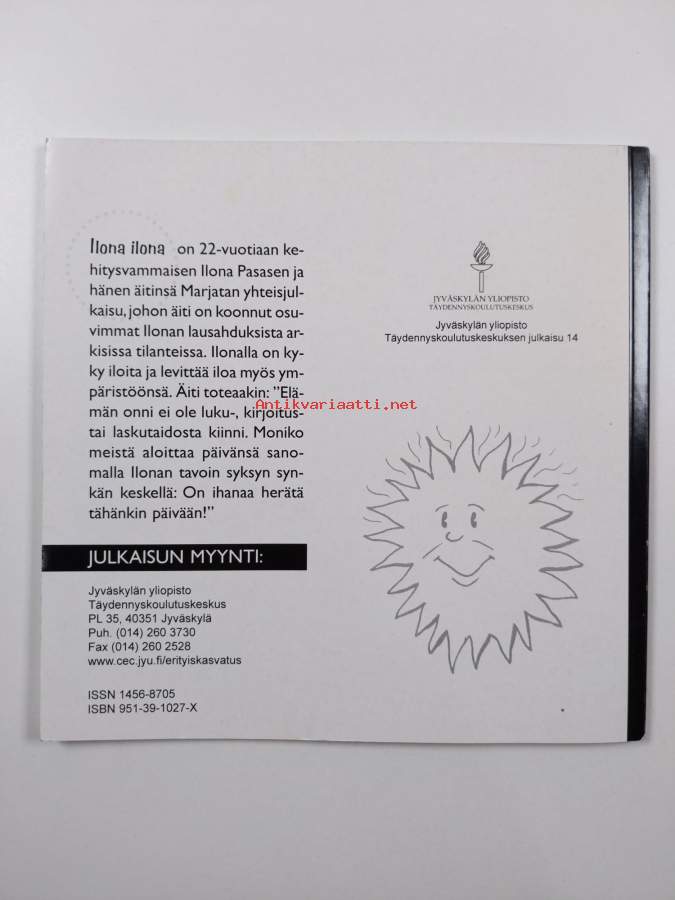 Ilona ilona on 22-vuotiaan ke-
hitysvammaisen Ilona Pasasen ja
hänen äitinsä Marjatan yhteisjul-
kaisu, johon äiti on koonnut osu-
vimmat Ilonan lausahduksista ar-
kisissa tilanteissa. Ilonalla on ky-
ky iloita ja levittää iloa myös ym-
päristöönsä. Äiti toteaakin: ”Elä-
män onni ei ole luku-, kirjoitus-
tai laskutaidosta kiinni. Moniko
meistä aloittaa päivänsä sano-
malla Ilonan tavoin syksyn syn-
kän keskellä: On ihanaa herätä
tähänkin päivään!”
JULKAISUN MYYNTI:
Jyväskylän yliopisto
Täydennyskoulutuskeskus
PL 35, 40351 Jyväskylä
Puh. (014) 260 3730
Fax (014) 260 2528
www.cec.jyu.fi/erityiskasvatus
ISSN 1456-8705
ISBN 951-39-1027-X
JYVÄSKYLÄN YLIOPISTO
TÄYDENNYSKOULUTUSKESKUS
Jyväskylän yliopisto
Täydennyskoulutuskeskuksen julkaisu 14
Antikvariaatti.net